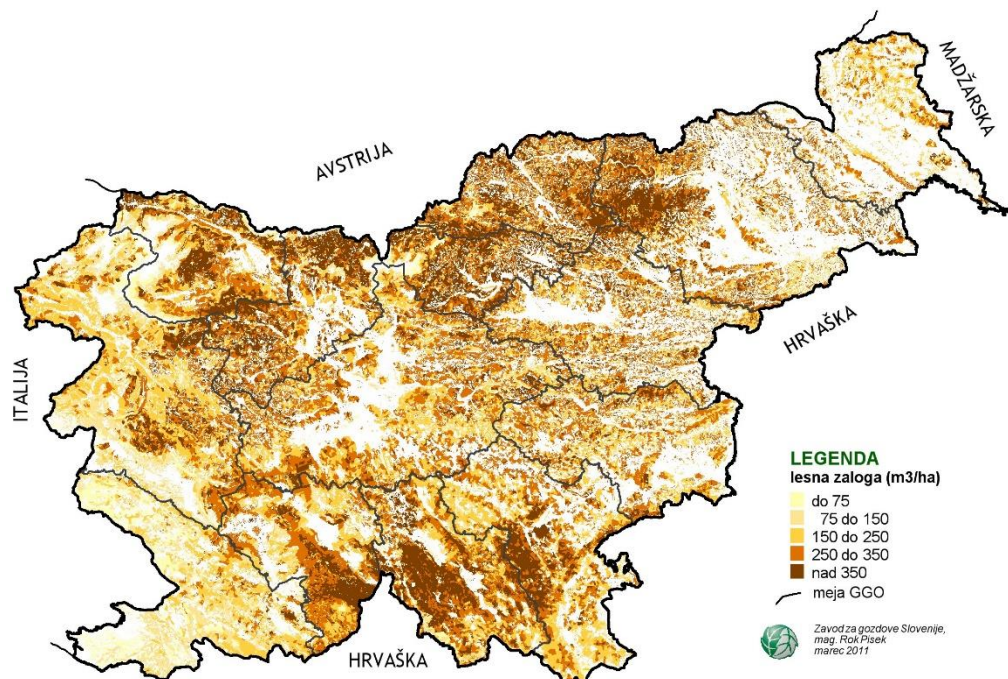 MADŽARSKA
AVSTRIJA
HRVAŠKA
ITALIJA
LEGENDA
lesna zaloga (m3/ha)
do 75
75 do 150
150 do 250
250 do 350
nad 350
meja GGO
Zavod za gozdove Slovenije,
mag. Rok Pisek
marec 2011
HRVAŠKA